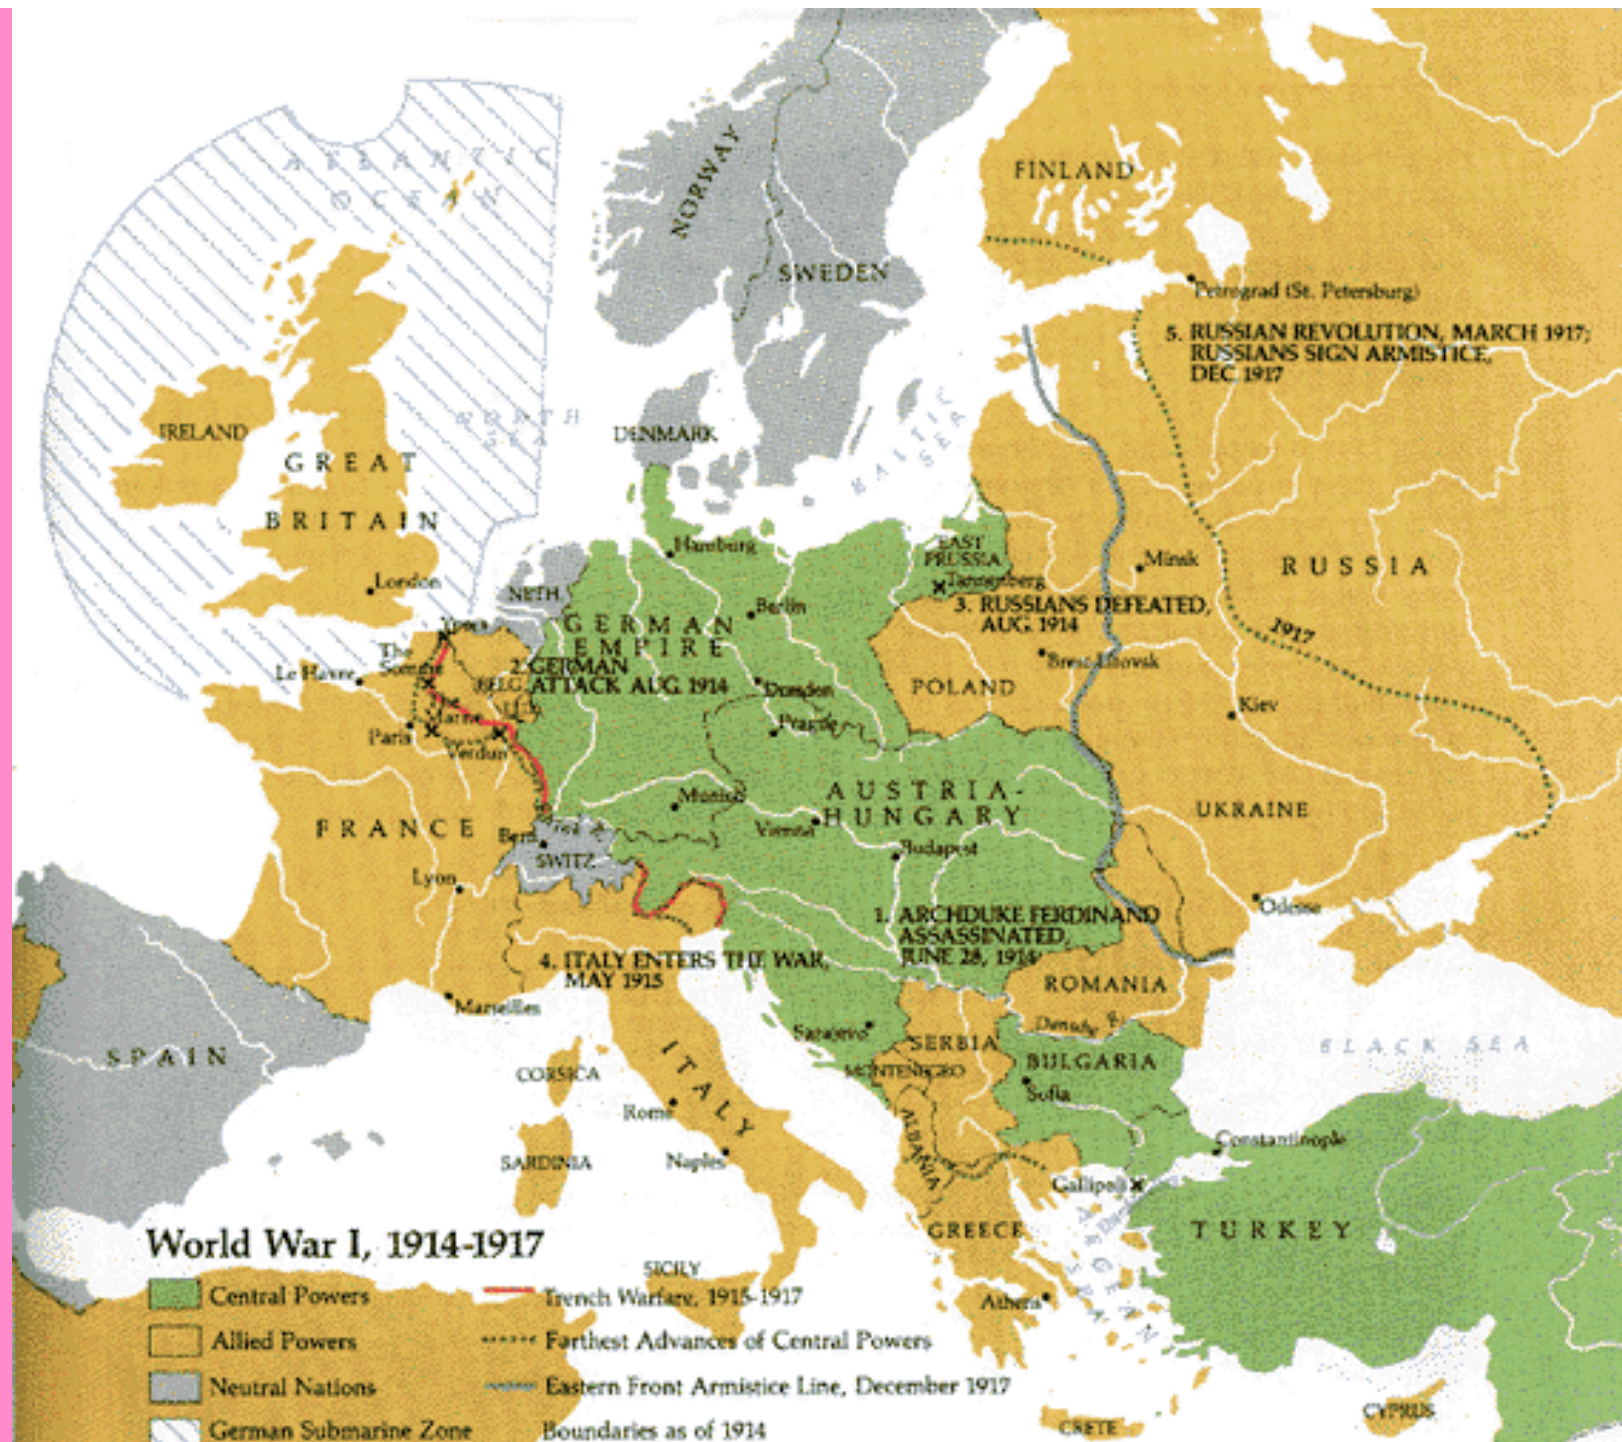 ATLANTIC
OCEAN
NORWAY
FINLAND
SWEDEN
Petrograd (St. Petersburg)
5. RUSSIAN REVOLUTION, MARCH 1917;
RUSSIANS SIGN ARMISTICE,
DEC. 1917
IRELAND
NORTH
SEA
DENMARK
BALTIC
SEA
GREAT
BRITAIN
London
Hamburg
EAST
PRUSSIA
Tannenberg
Minsk
RUSSIA
NETH.
Berlin
3. RUSSIANS DEFEATED,
AUG. 1914
1917
Ypres
GERMAN
EMPIRE
The
Somme
Le Havre
2. GERMAN
ATTACK AUG. 1914
BELG.
LUX.
Brest-Litovsk
POLAND
Dresden
Prague
Kiev
The
Marne
Paris
Verdun
Munich
AUSTRIA-
HUNGARY
UKRAINE
Vienna
Budapest
FRANCE
Bern
SWITZ.
Lyon
Odessa
1. ARCHDUKE FERDINAND
ASSASSINATED,
JUNE 28, 1914
4. ITALY ENTERS THE WAR,
MAY 1915
ROMANIA
Marseilles
Danube R.
Sarajevo
SERBIA
BULGARIA
BLACK SEA
SPAIN
CORSICA
ITALY
MONTENEGRO
Sofia
Rome
ALBANIA
Constantinople
SARDINIA
Naples
Gallipoli
GREECE
TURKEY
AEGEAN
SEA
SICILY
Athens
CRETE
CYPRUS
World War I, 1914-1917
Central Powers
Allied Powers
Neutral Nations
German Submarine Zone
Trench Warfare, 1915-1917
Farthest Advances of Central Powers
Eastern Front Armistice Line, December 1917
Boundaries as of 1914